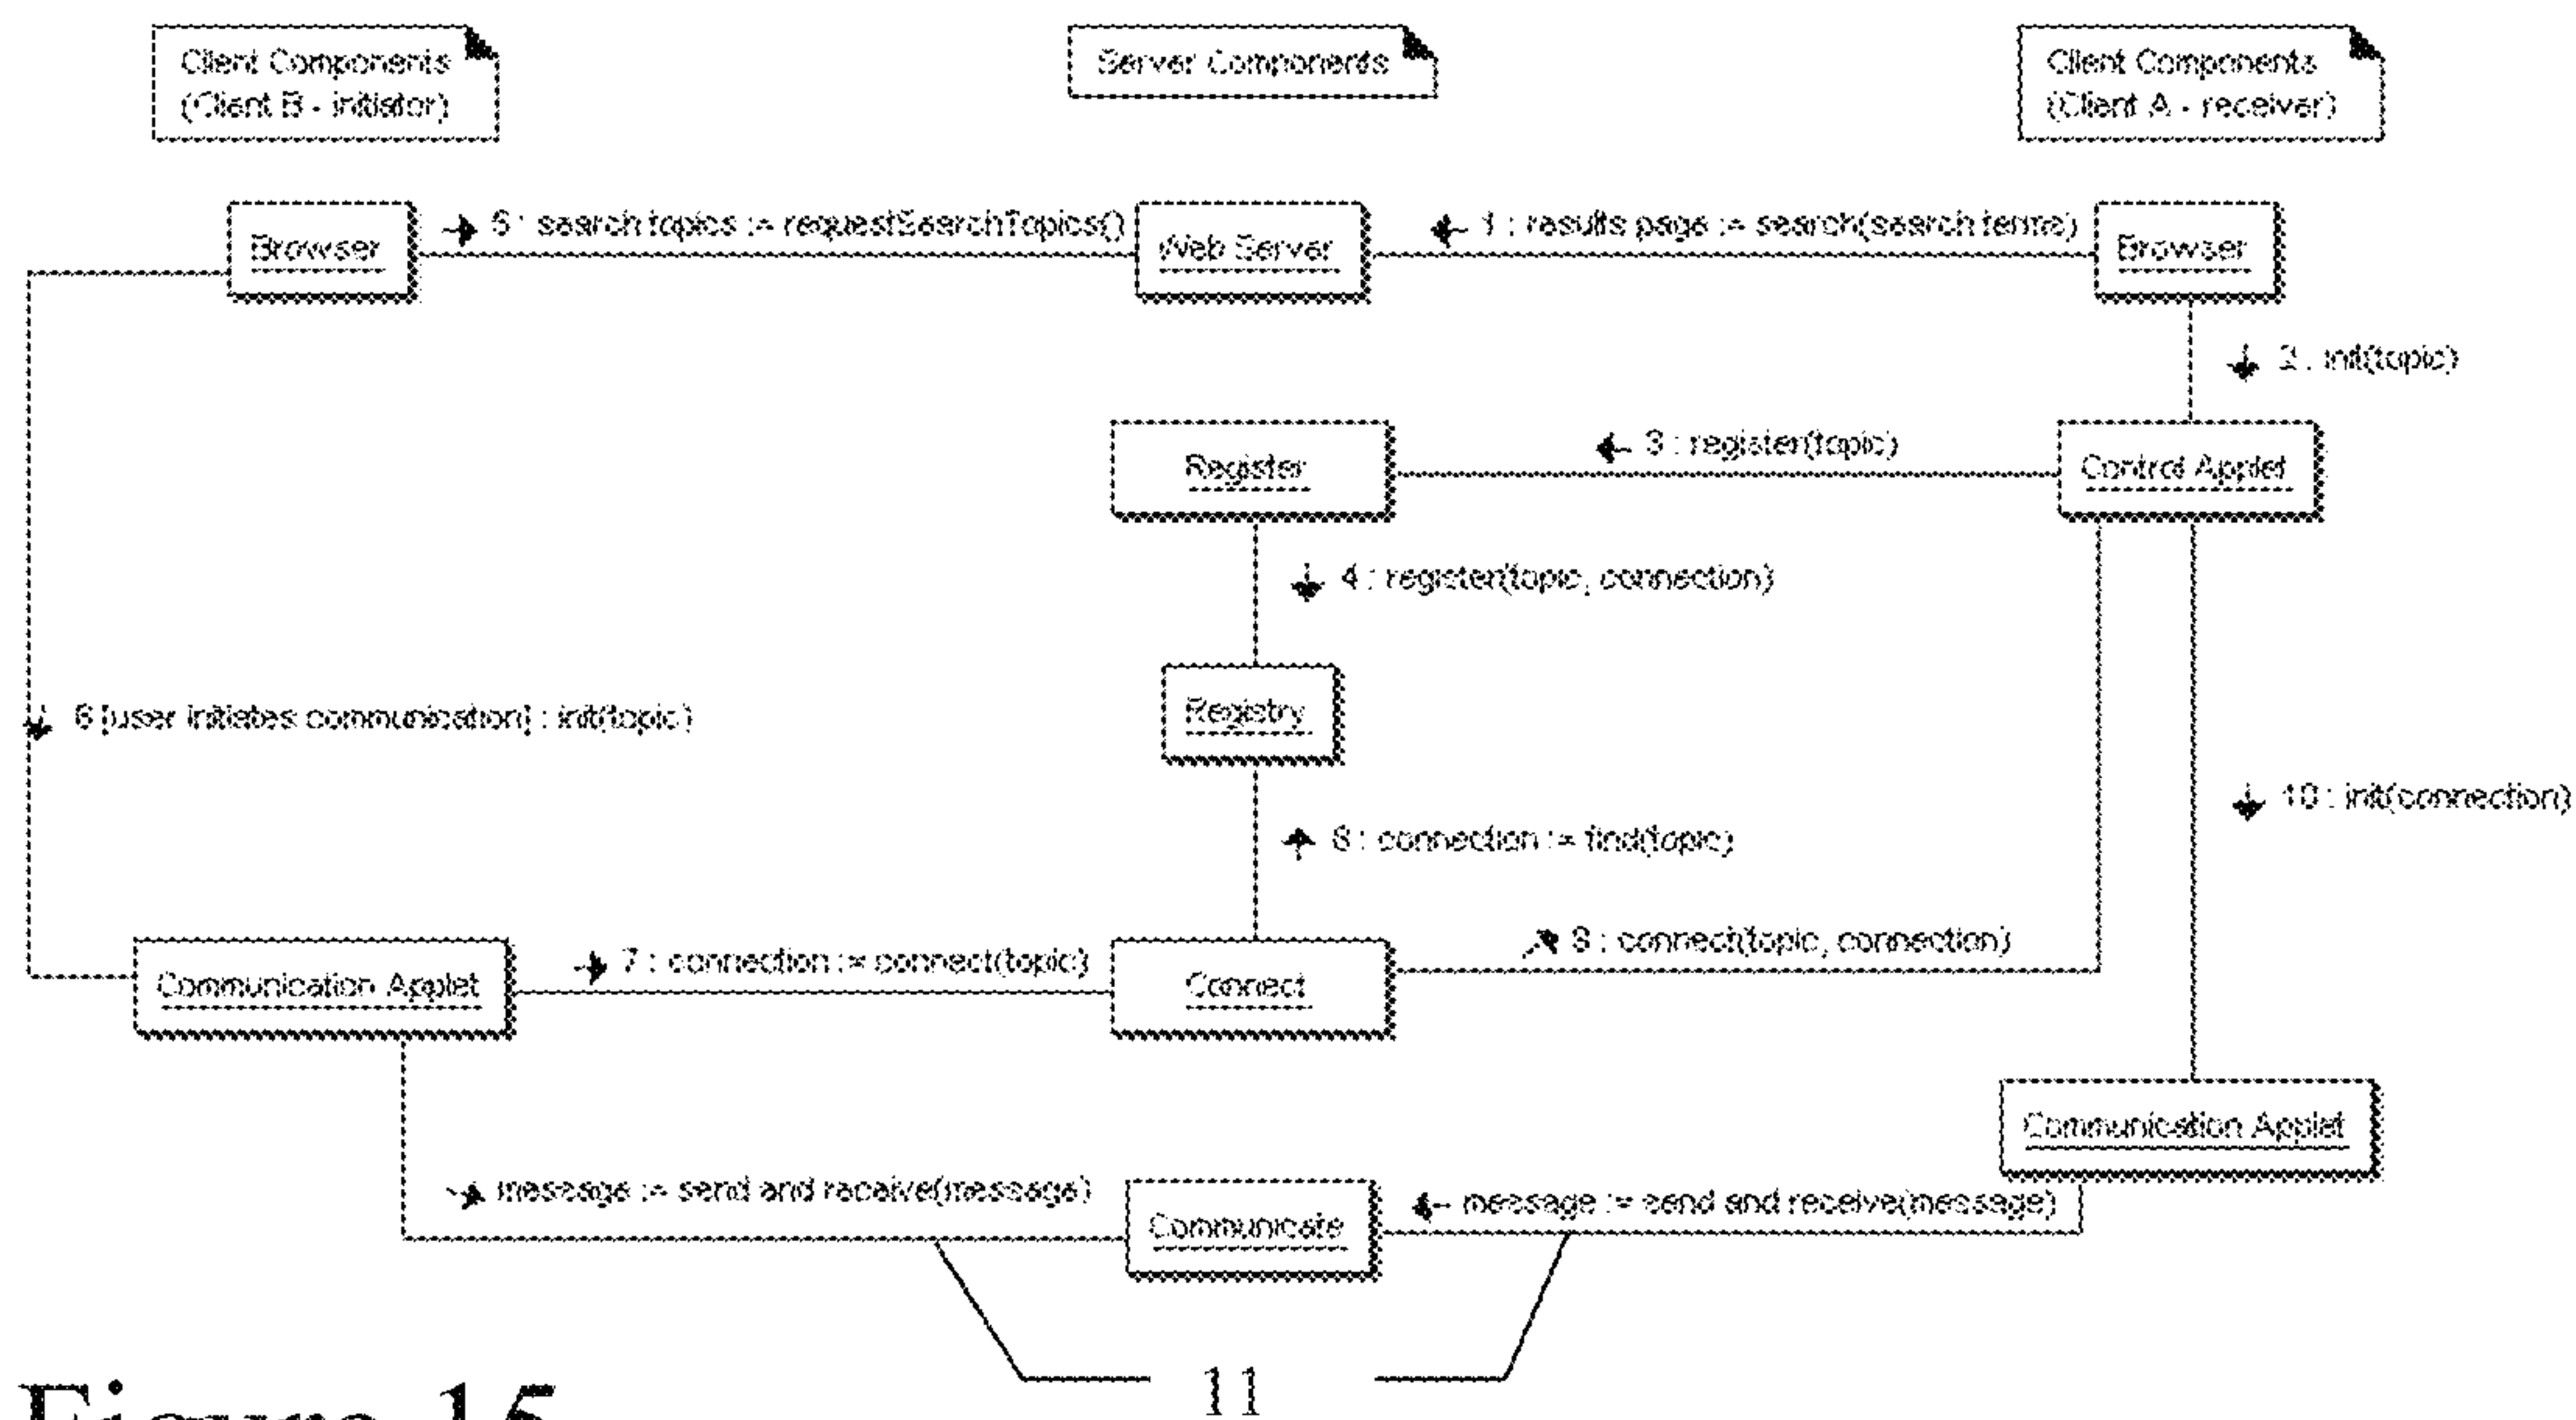 Client Components
(Client B - initiator)
Server Components
Client Components
(Client A - receiver)
Browser
5 : search topics := requestSearchTopics()
Web Server
1 : results page := search(search terms)
Browser
2 : init(topic)
Register
3 : register(topic)
Control Applet
4 : register(topic, connection)
Registry
6 [user initiates communication] : init(topic)
10 : init(connection)
8 : connection := find(topic)
Communication Applet
7 : connection := connect(topic)
Connect
9 : connect(topic, connection)
Communication Applet
message := send and receive(message)
Communicate
message := send and receive(message)
11
Figure 15